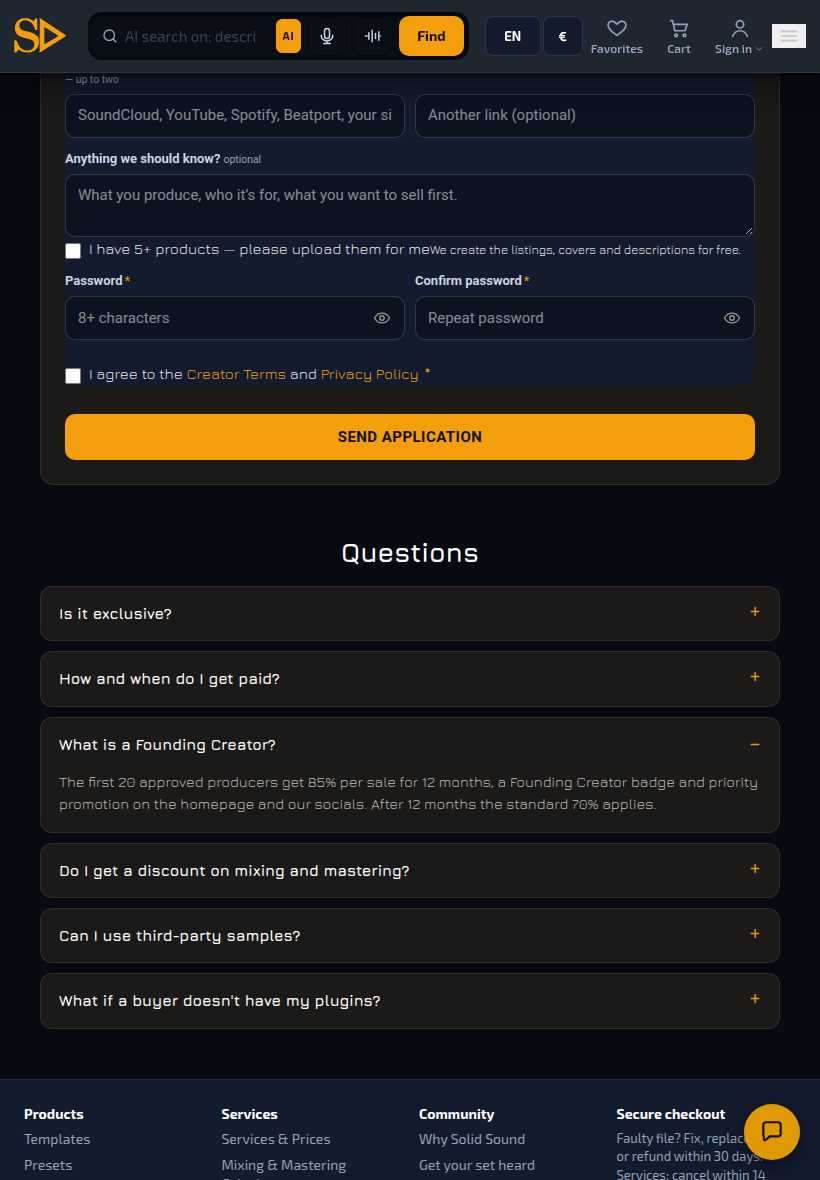 AI search on: descri
AI
Find
EN
€
Favorites
Cart
Sign in
— up to two
SoundCloud, YouTube, Spotify, Beatport, your si
Another link (optional)
Anything we should know? optional
What you produce, who it's for, what you want to sell first.
I have 5+ products — please upload them for meWe create the listings, covers and descriptions for free.
Password *
Confirm password *
8+ characters
Repeat password
I agree to the Creator Terms and Privacy Policy *
SEND APPLICATION
Questions
Is it exclusive?
+
How and when do I get paid?
+
What is a Founding Creator?
−
The first 20 approved producers get 85% per sale for 12 months, a Founding Creator badge and priority
promotion on the homepage and our socials. After 12 months the standard 70% applies.
Do I get a discount on mixing and mastering?
+
Can I use third-party samples?
+
What if a buyer doesn't have my plugins?
+
Products
Services
Community
Secure checkout
Templates
Services & Prices
Why Solid Sound
Faulty file? Fix,
or refund within 30 days.
Presets
Mixing & Mastering
Get your set heard
Services: cancel within 14